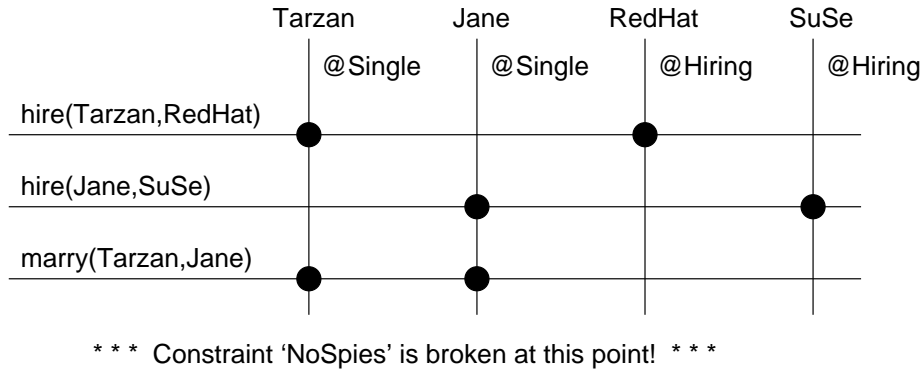 Tarzan Jane RedHat SuSe
@Single @Single @Hiring @Hiring
hire(Tarzan,RedHat)
hire(Jane,SuSe)
marry(Tarzan,Jane)
* * * Constraint ‘NoSpies’ is broken at this point! * * *